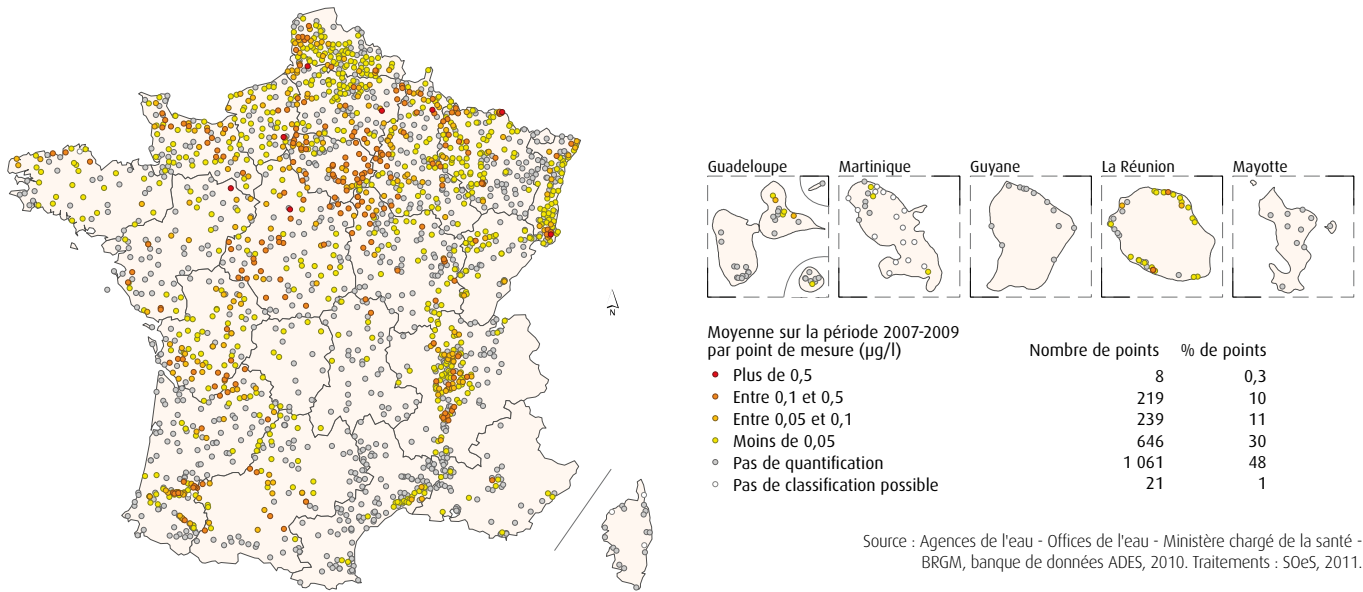 Guadeloupe Martinique Guyane La Réunion Mayotte
N
Moyenne sur la période 2007-2009
par point de mesure (µg/l) Nombre de points % de points
Plus de 0,5 8 0,3
Entre 0,1 et 0,5 219 10
Entre 0,05 et 0,1 239 11
Moins de 0,05 646 30
Pas de quantification 1 061 48
Pas de classification possible 21 1
Source : Agences de l'eau - Offices de l'eau - Ministère chargé de la santé -
BRGM, banque de données ADES, 2010. Traitements : SOeS, 2011.